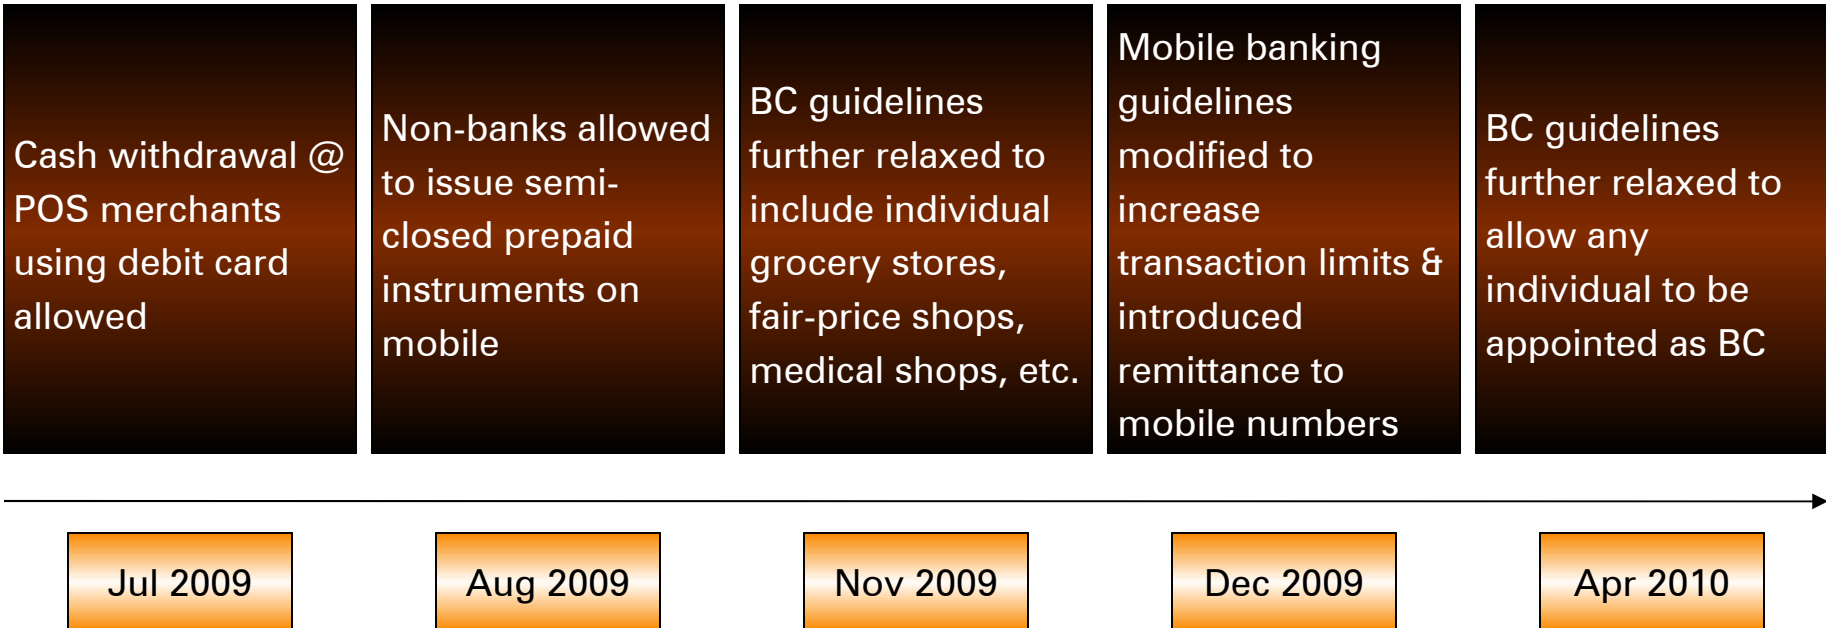 Cash withdrawal @
POS merchants
using debit card
allowed
Non-banks allowed
to issue semi-
closed prepaid
instruments on
mobile
BC guidelines
further relaxed to
include individual
grocery stores,
fair-price shops,
medical shops, etc.
Mobile banking
guidelines
modified to
increase
transaction limits &
introduced
remittance to
mobile numbers
BC guidelines
further relaxed to
allow any
individual to be
appointed as BC
Jul 2009
Aug 2009
Nov 2009
Dec 2009
Apr 2010